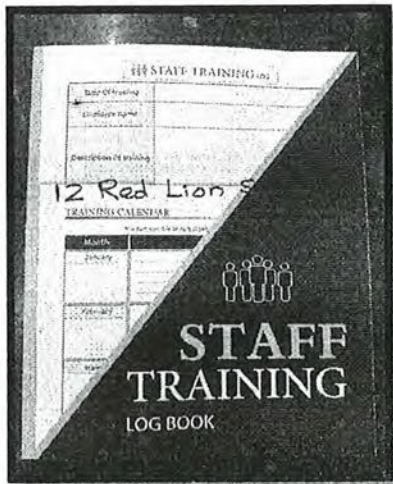 STAFF TRAINING
Date Of training
Employee name
Description Of training
12 Red Lion S
TRAINING CALENDAR
Month
January
February
STAFF
TRAINING
LOG BOOK